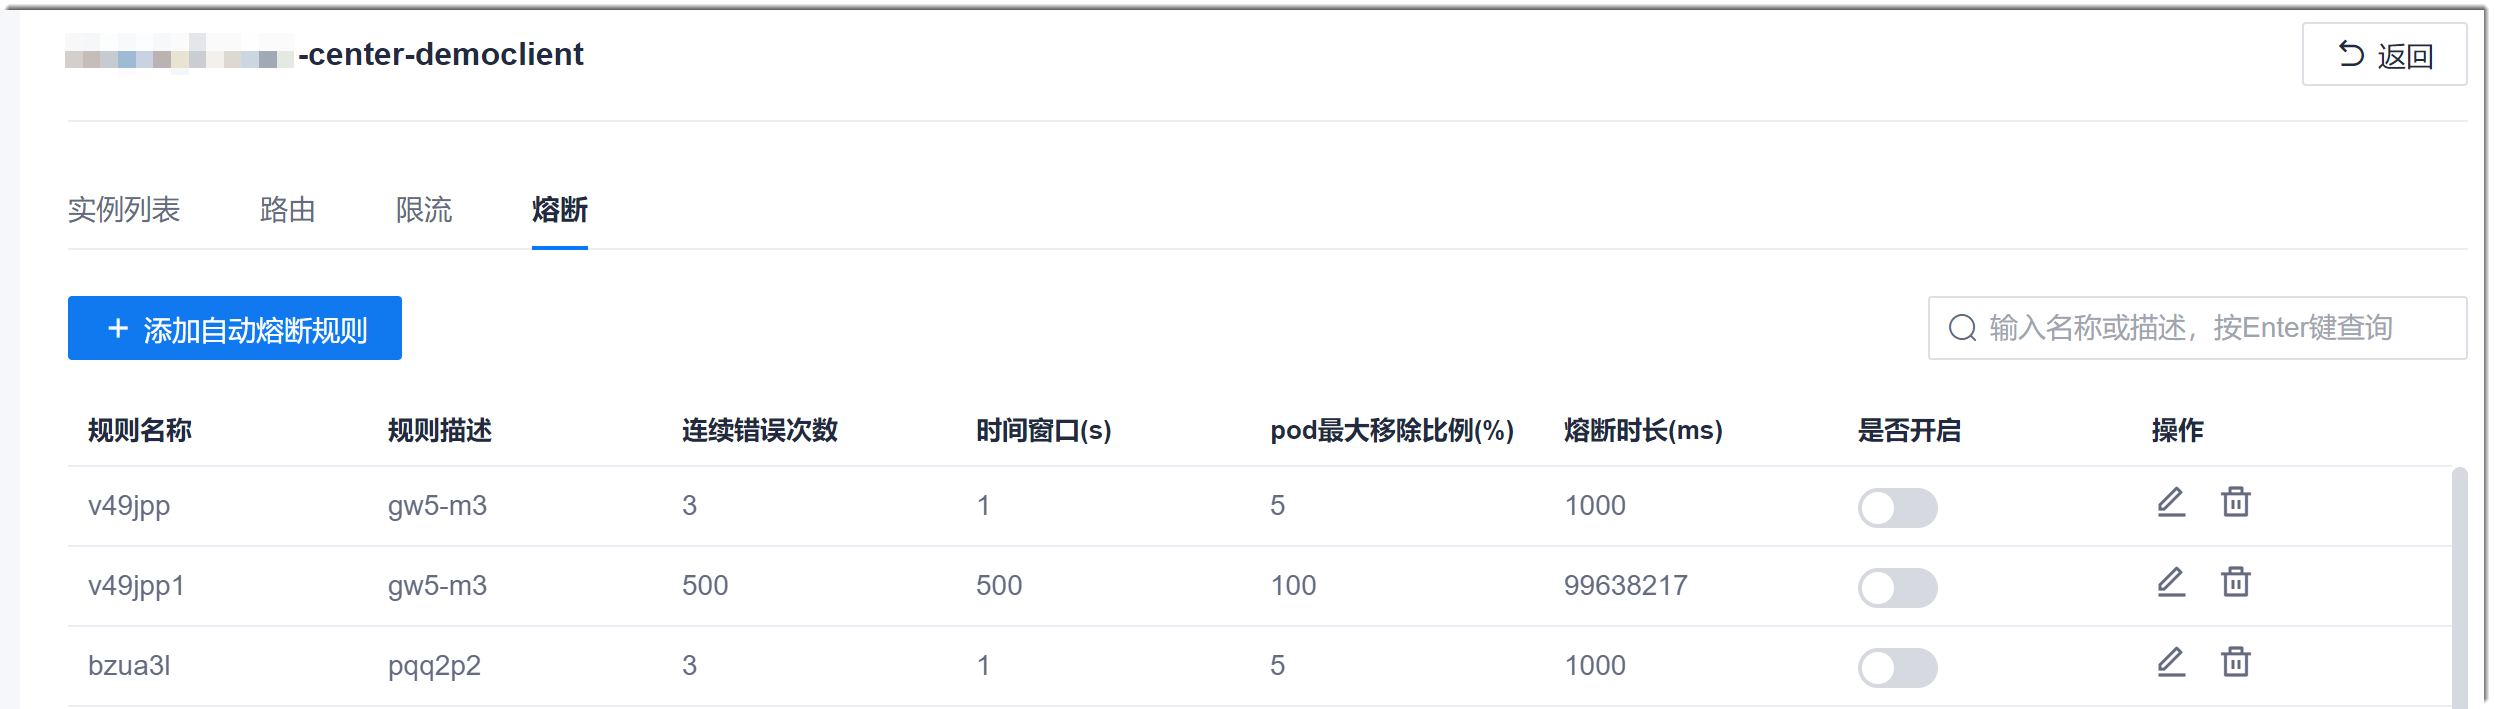 -center-democlient
返回
实例列表 路由 限流 熔断
+ 添加自动熔断规则
输入名称或描述，按Enter键查询
规则名称 规则描述 连续错误次数 时间窗口(s) pod最大移除比例(%) 熔断时长(ms) 是否开启 操作
v49jpp gw5-m3 3 1 5 1000
v49jpp1 gw5-m3 500 500 100 99638217
bzua3l pqq2p2 3 1 5 1000